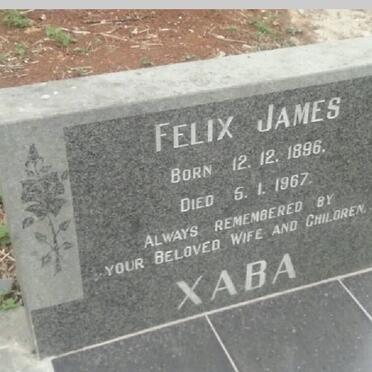 FELIX JAMES
BORN 12.12.1896.
DIED 5.1.1967.
ALWAYS REMEMBERED BY
YOUR BELOVED WIFE AND CHILDREN.
XABA